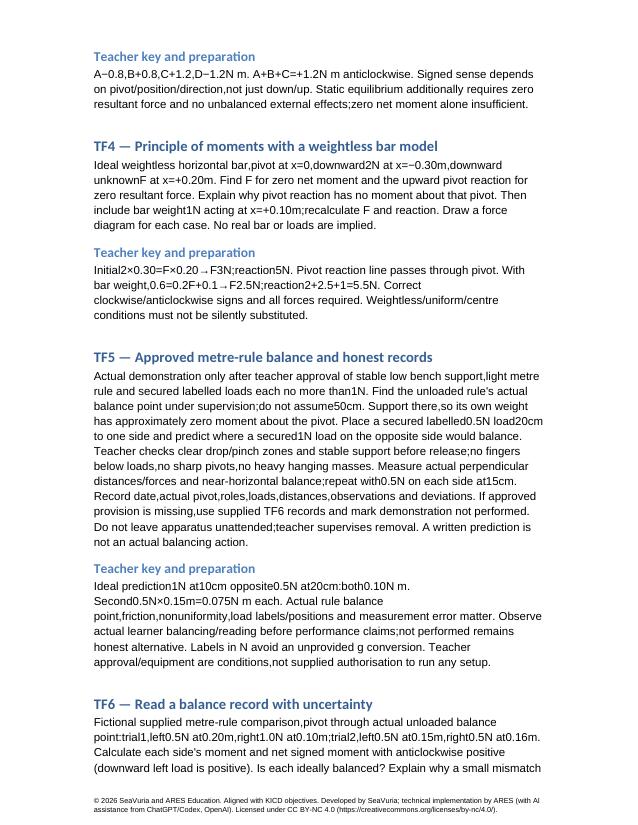 Teacher key and preparation
A−0.8,B+0.8,C+1.2,D−1.2N m. A+B+C=+1.2N m anticlockwise. Signed sense depends
on pivot/position/direction,not just down/up. Static equilibrium additionally requires zero
resultant force and no unbalanced external effects;zero net moment alone insufficient.
TF4 — Principle of moments with a weightless bar model
Ideal weightless horizontal bar,pivot at x=0,downward2N at x=−0.30m,downward
unknownF at x=+0.20m. Find F for zero net moment and the upward pivot reaction for
zero resultant force. Explain why pivot reaction has no moment about that pivot. Then
include bar weight1N acting at x=+0.10m;recalculate F and reaction. Draw a force
diagram for each case. No real bar or loads are implied.
Teacher key and preparation
Initial2×0.30=F×0.20→F3N;reaction5N. Pivot reaction line passes through pivot. With
bar weight,0.6=0.2F+0.1→F2.5N;reaction2+2.5+1=5.5N. Correct
clockwise/anticlockwise signs and all forces required. Weightless/uniform/centre
conditions must not be silently substituted.
TF5 — Approved metre-rule balance and honest records
Actual demonstration only after teacher approval of stable low bench support,light metre
rule and secured labelled loads each no more than1N. Find the unloaded rule's actual
balance point under supervision;do not assume50cm. Support there,so its own weight
has approximately zero moment about the pivot. Place a secured labelled0.5N load20cm
to one side and predict where a secured1N load on the opposite side would balance.
Teacher checks clear drop/pinch zones and stable support before release;no fingers
below loads,no sharp pivots,no heavy hanging masses. Measure actual perpendicular
distances/forces and near-horizontal balance;repeat with0.5N on each side at15cm.
Record date,actual pivot,roles,loads,distances,observations and deviations. If approved
provision is missing,use supplied TF6 records and mark demonstration not performed.
Do not leave apparatus unattended;teacher supervises removal. A written prediction is
not an actual balancing action.
Teacher key and preparation
Ideal prediction1N at10cm opposite0.5N at20cm:both0.10N m.
Second0.5N×0.15m=0.075N m each. Actual rule balance
point,friction,nonuniformity,load labels/positions and measurement error matter. Observe
actual learner balancing/reading before performance claims;not performed remains
honest alternative. Labels in N avoid an unprovided g conversion. Teacher
approval/equipment are conditions,not supplied authorisation to run any setup.
TF6 — Read a balance record with uncertainty
Fictional supplied metre-rule comparison,pivot through actual unloaded balance
point:trial1,left0.5N at0.20m,right1.0N at0.10m;trial2,left0.5N at0.15m,right0.5N at0.16m.
Calculate each side's moment and net signed moment with anticlockwise positive
(downward left load is positive). Is each ideally balanced? Explain why a small mismatch
© 2026 SeaVuria and ARES Education. Aligned with KICD objectives. Developed by SeaVuria; technical implementation by ARES (with AI
assistance from ChatGPT/Codex, OpenAI). Licensed under CC BY-NC 4.0 (https://creativecommons.org/licenses/by-nc/4.0/).